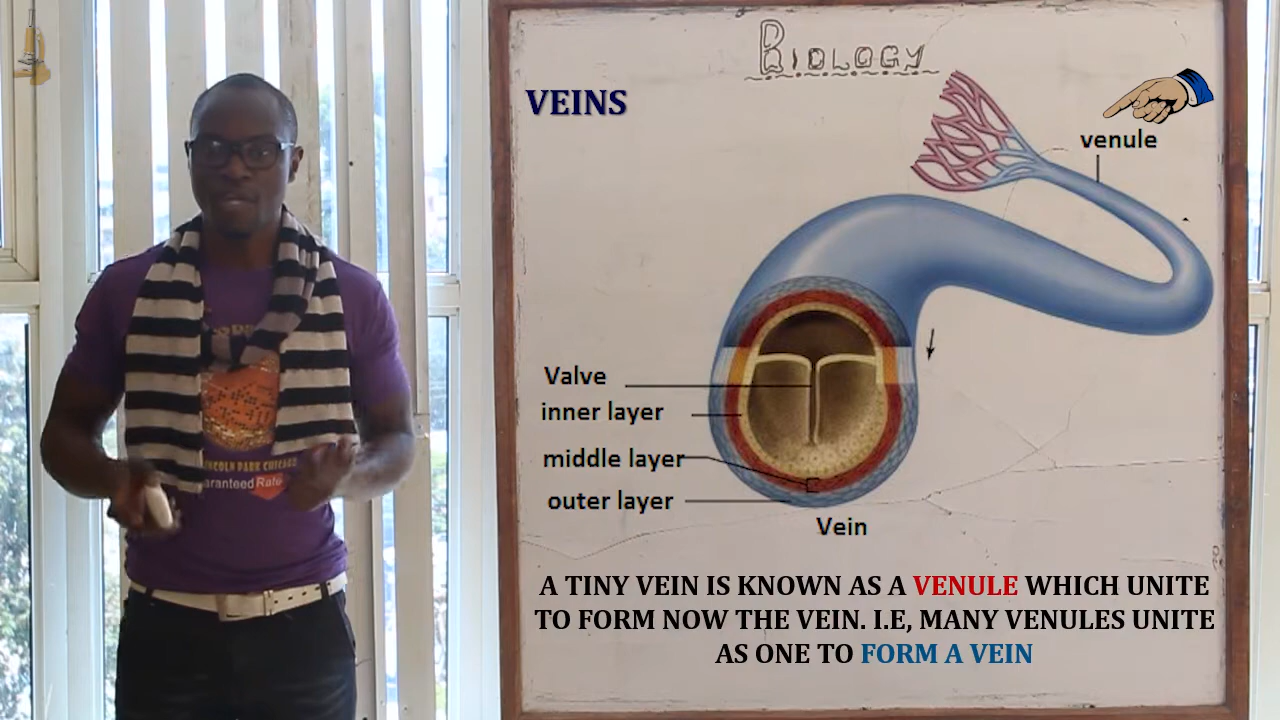 BIOLOGY
VEINS
venule
Valve
inner layer
middle layer
outer layer
Vein
A TINY VEIN IS KNOWN AS A VENULE WHICH UNITE
TO FORM NOW THE VEIN. I.E, MANY VENULES UNITE
AS ONE TO FORM A VEIN
LINCOLN PARK CHICAGO
aranteed Rate